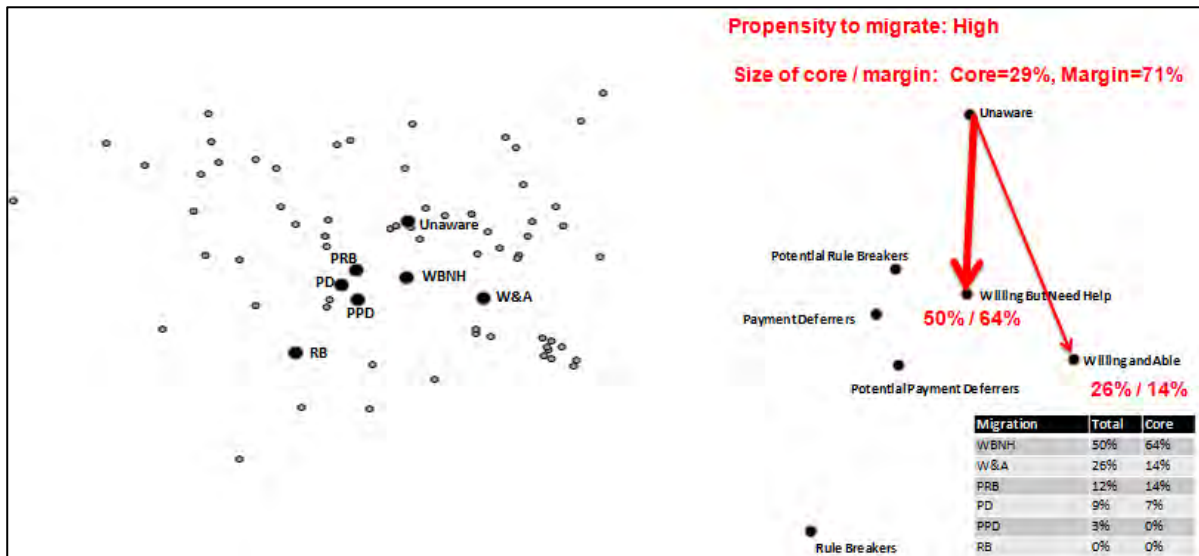 Propensity to migrate: High
Size of core / margin: Core=29%, Margin=71%
Unaware
Unaware
PRB
PD
WBNH
PPD
W&A
RB
Potential Rule Breakers
Willing But Need Help
Payment Deferrers
50% / 64%
Willing and Able
Potential Payment Deferrers
26% / 14%
Migration Total Core
WBNH 50% 64%
W&A 26% 14%
PRB 12% 14%
PD 9% 7%
PPD 3% 0%
RB 0% 0%
Rule Breakers